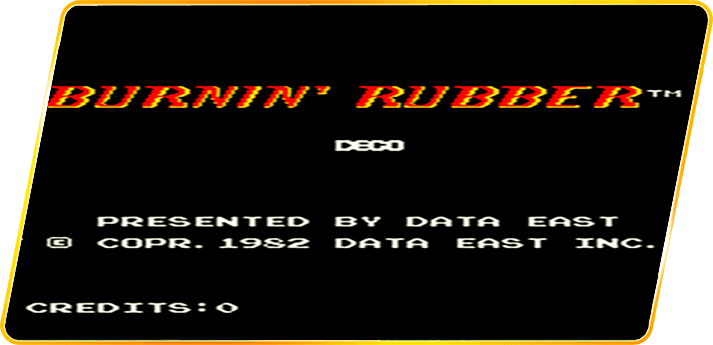 BURNIN' RUBBER™
DECO
PRESENTED BY DATA EAST
© COPR. 1982 DATA EAST INC.
CREDITS:0